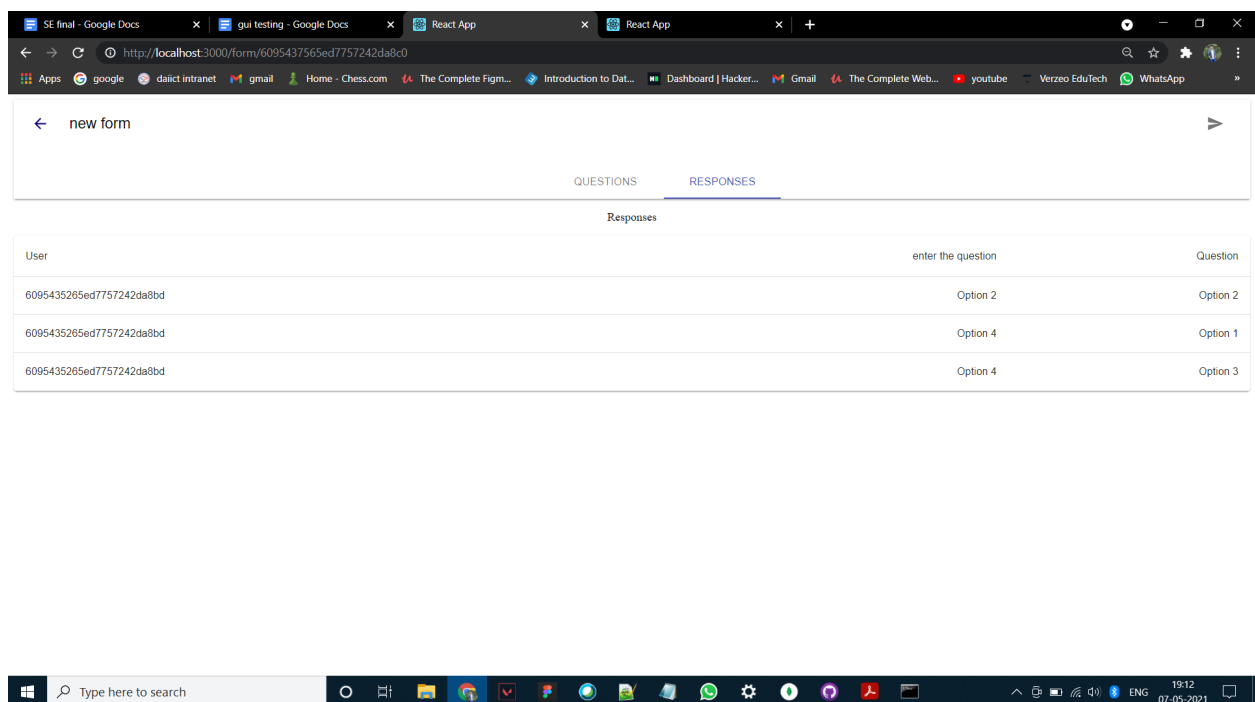 SE final - Google Docs gui testing - Google Docs React App React App
http://localhost:3000/form/6095437565ed7757242da8c0
Apps google daiict intranet gmail Home - Chess.com The Complete Figm... Introduction to Dat... Dashboard | Hacker... Gmail The Complete Web... youtube Verzeo EduTech WhatsApp »
new form
QUESTIONS RESPONSES
Responses
User enter the question Question
6095435265ed7757242da8bd Option 2 Option 2
6095435265ed7757242da8bd Option 4 Option 1
6095435265ed7757242da8bd Option 4 Option 3
Type here to search ENG 19:12
07-05-2021